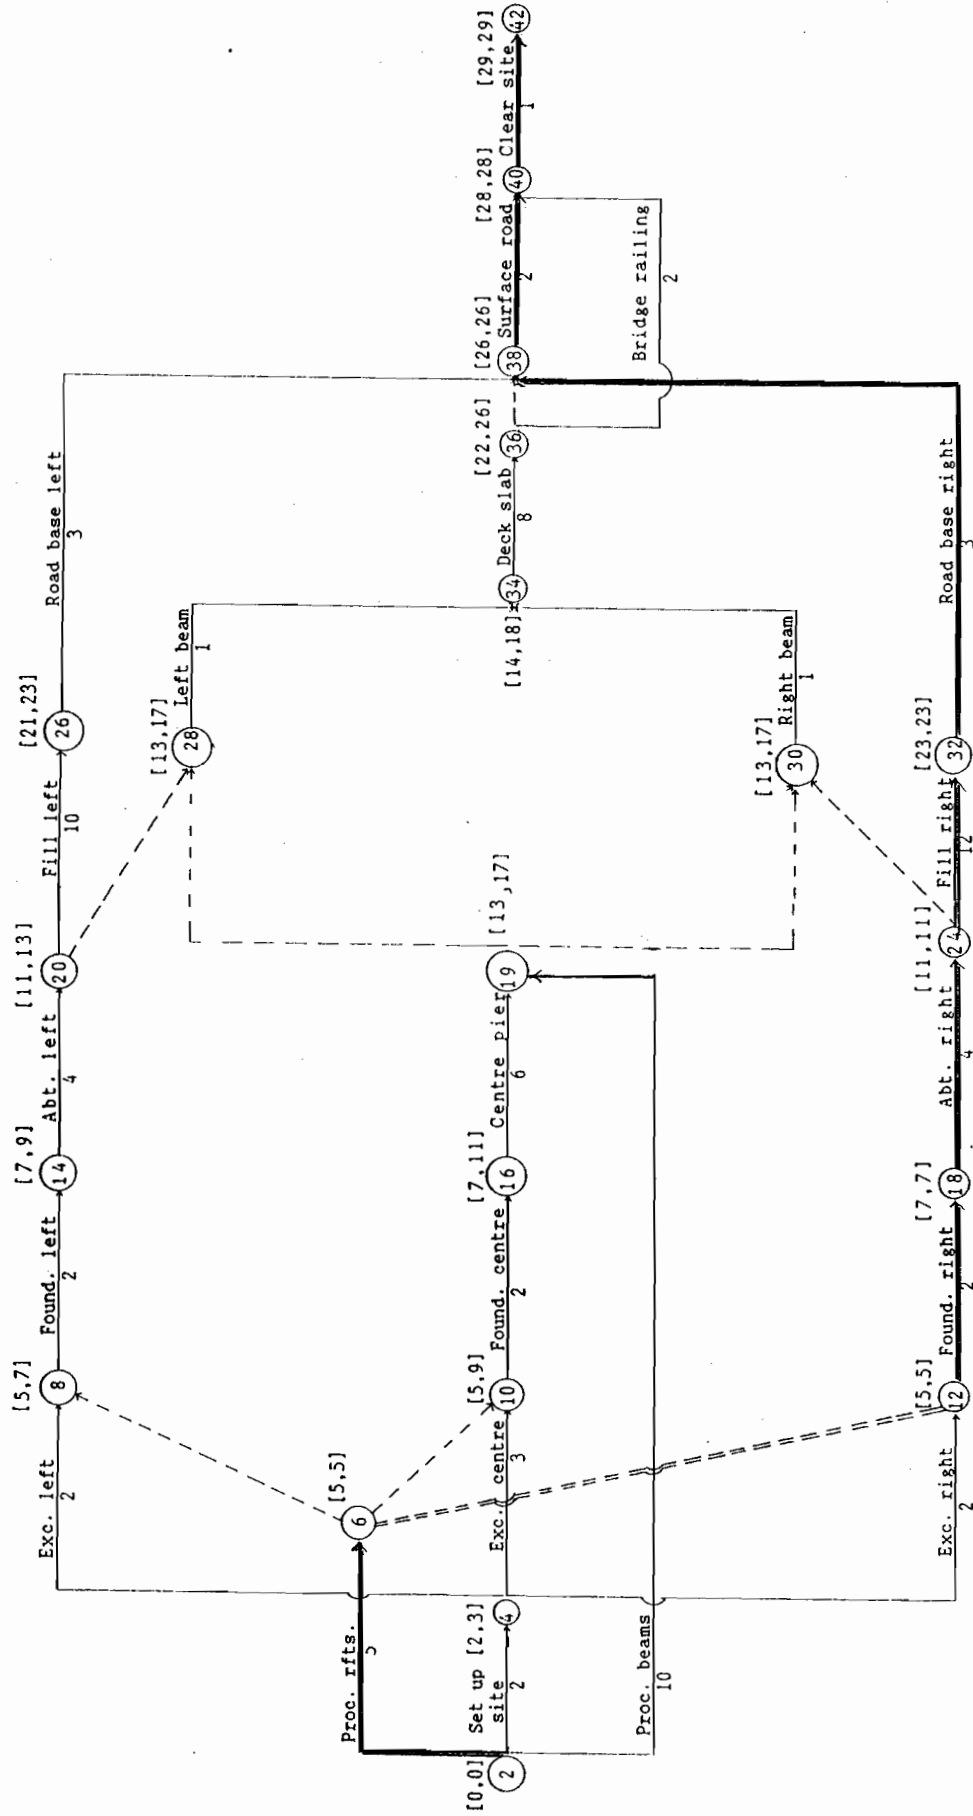 [0,0]
2
Proc. rfts.
5
Set up
site
2
[2,3]
4
Proc. beams
10
[5,5]
6
Exc. left
2
Exc. centre
3
Exc. right
2
[5,7]
8
[5,9]
10
[5,5]
12
Found. left
2
Found. centre
2
Found. right
2
[7,9]
14
[7,11]
16
[7,7]
18
Abt. left
4
Centre pier
6
Abt. right
4
[11,13]
20
[13,17]
19
[11,11]
24
Fill left
10
Fill right
12
[21,23]
26
[13,17]
28
[13,17]
30
[23,23]
32
Road base left
3
Left beam
1
Right beam
1
Road base right
3
[14,18]
34
Deck slab
8
[22,26]
36
[26,26]
38
Surface road
2
Bridge railing
2
[28,28]
40
Clear site
1
[29,29]
42